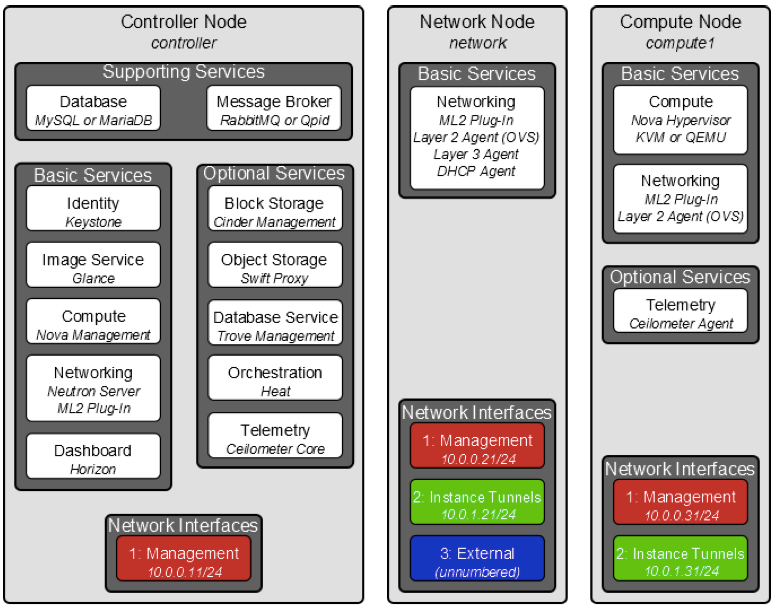 Controller Node
controller
Supporting Services
Database
MySQL or MariaDB
Message Broker
RabbitMQ or Qpid
Basic Services
Identity
Keystone
Image Service
Glance
Compute
Nova Management
Networking
Neutron Server
ML2 Plug-In
Dashboard
Horizon
Optional Services
Block Storage
Cinder Management
Object Storage
Swift Proxy
Database Service
Trove Management
Orchestration
Heat
Telemetry
Ceilometer Core
Network Interfaces
1: Management
10.0.0.11/24
Network Node
network
Basic Services
Networking
ML2 Plug-In
Layer 2 Agent (OVS)
Layer 3 Agent
DHCP Agent
Network Interfaces
1: Management
10.0.0.21/24
2: Instance Tunnels
10.0.1.21/24
3: External
(unnumbered)
Compute Node
compute1
Basic Services
Compute
Nova Hypervisor
KVM or QEMU
Networking
ML2 Plug-In
Layer 2 Agent (OVS)
Optional Services
Telemetry
Ceilometer Agent
Network Interfaces
1: Management
10.0.0.31/24
2: Instance Tunnels
10.0.1.31/24